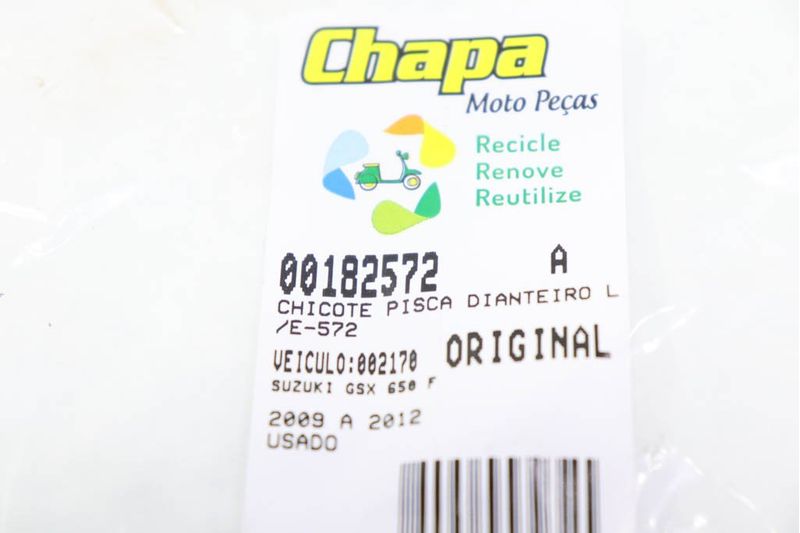 Chapa
Moto Peças
Recicle
Renove
Reutilize
00182572 A
CHICOTE PISCA DIANTEIRO L
/E-572
VEICULO:002170 ORIGINAL
SUZUKI GSX 650 F
2009 A 2012
USADO